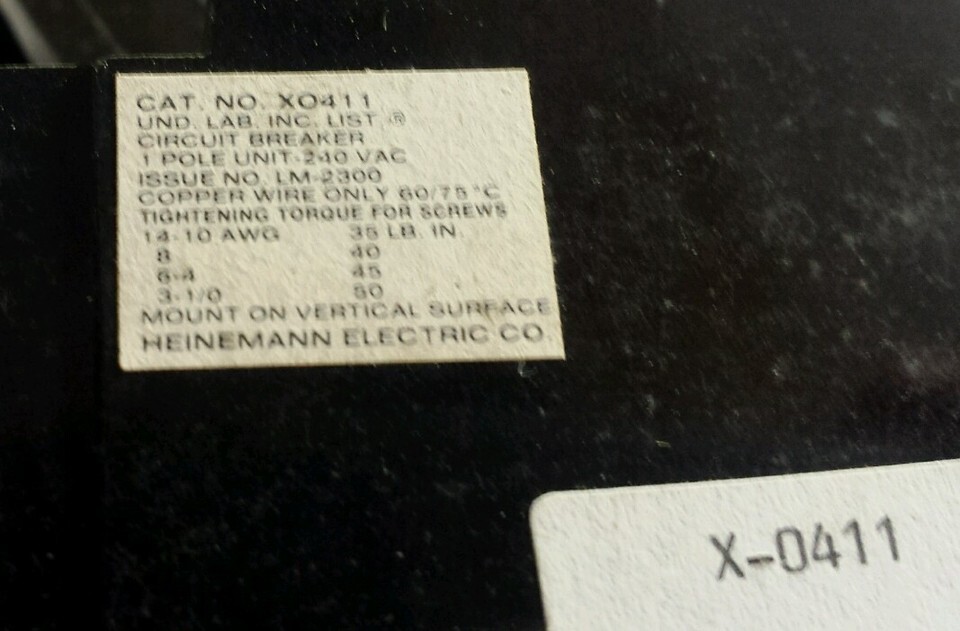 CAT. NO. XO411
UND. LAB. INC. LIST. ®
CIRCUIT BREAKER
1 POLE UNIT-240 VAC
ISSUE NO. LM-2300
COPPER WIRE ONLY 60/75°C
TIGHTENING TORQUE FOR SCREWS
14-10 AWG 35 LB. IN.
8 40
6-4 45
3-1/0 50
MOUNT ON VERTICAL SURFACE
HEINEMANN ELECTRIC CO.
X-0411